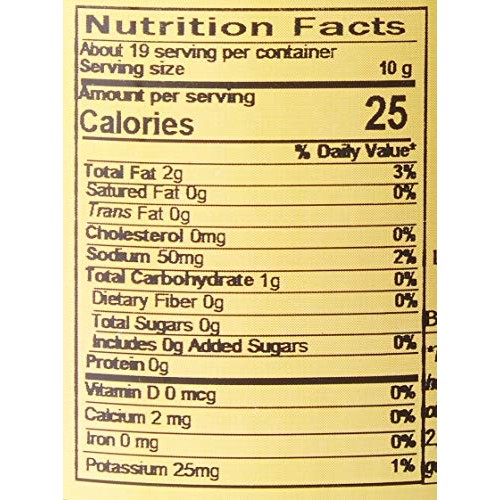 Nutrition Facts
About 19 serving per container
Serving size 10 g
Amount per serving
Calories 25
% Daily Value*
Total Fat 2g 3%
Satured Fat 0g 0%
Trans Fat 0g
Cholesterol 0mg 0%
Sodium 50mg 2%
Total Carbohydrate 1g 0%
Dietary Fiber 0g 0%
Total Sugars 0g
Includes 0g Added Sugars 0%
Protein 0g
Vitamin D 0 mcg 0%
Calcium 2 mg 0%
Iron 0 mg 0%
Potassium 25mg 1%